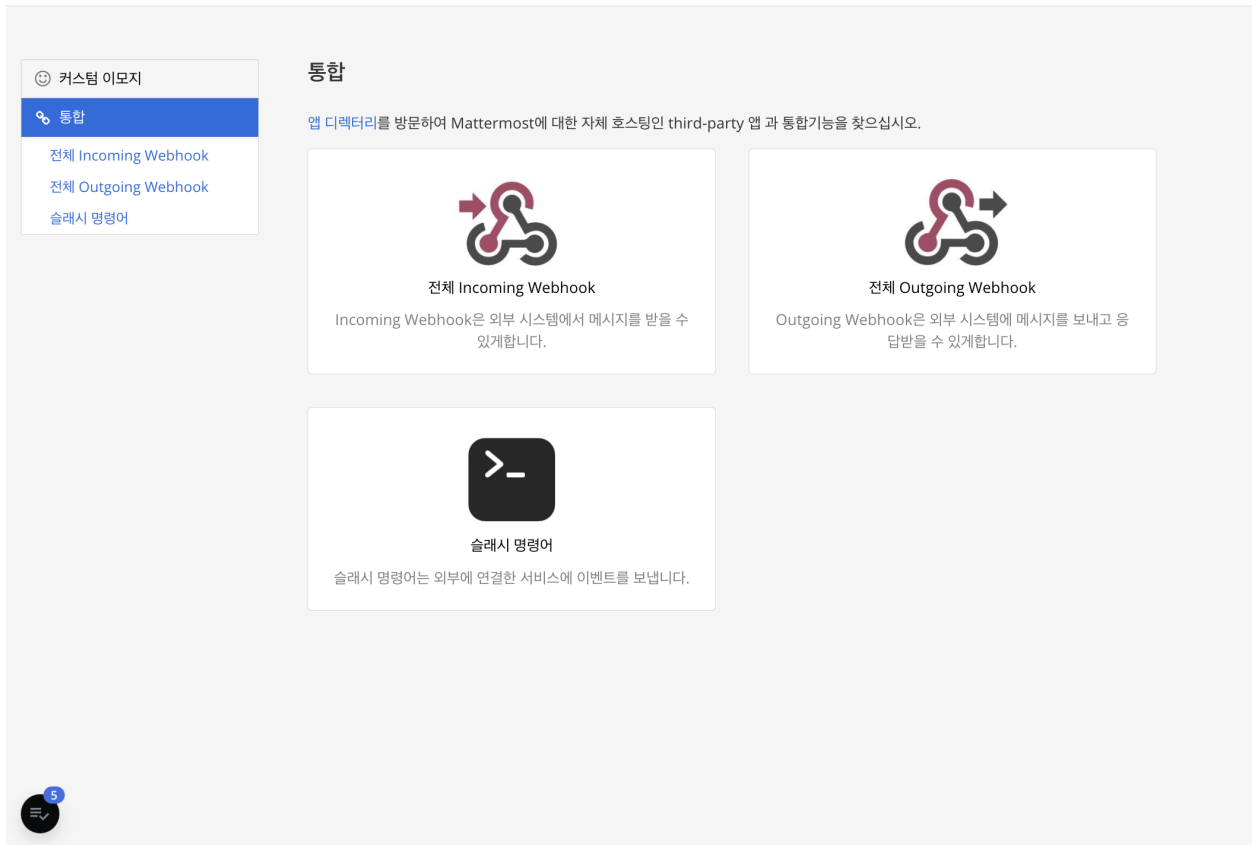 커스텀 이모지
통합
전체 Incoming Webhook
전체 Outgoing Webhook
슬래시 명령어
통합
앱 디렉터리를 방문하여 Mattermost에 대한 자체 호스팅인 third-party 앱 과 통합기능을 찾으십시오.
전체 Incoming Webhook
Incoming Webhook은 외부 시스템에서 메시지를 받을 수
있게합니다.
전체 Outgoing Webhook
Outgoing Webhook은 외부 시스템에 메시지를 보내고 응
답받을 수 있게합니다.
슬래시 명령어
슬래시 명령어는 외부에 연결한 서비스에 이벤트를 보냅니다.
5